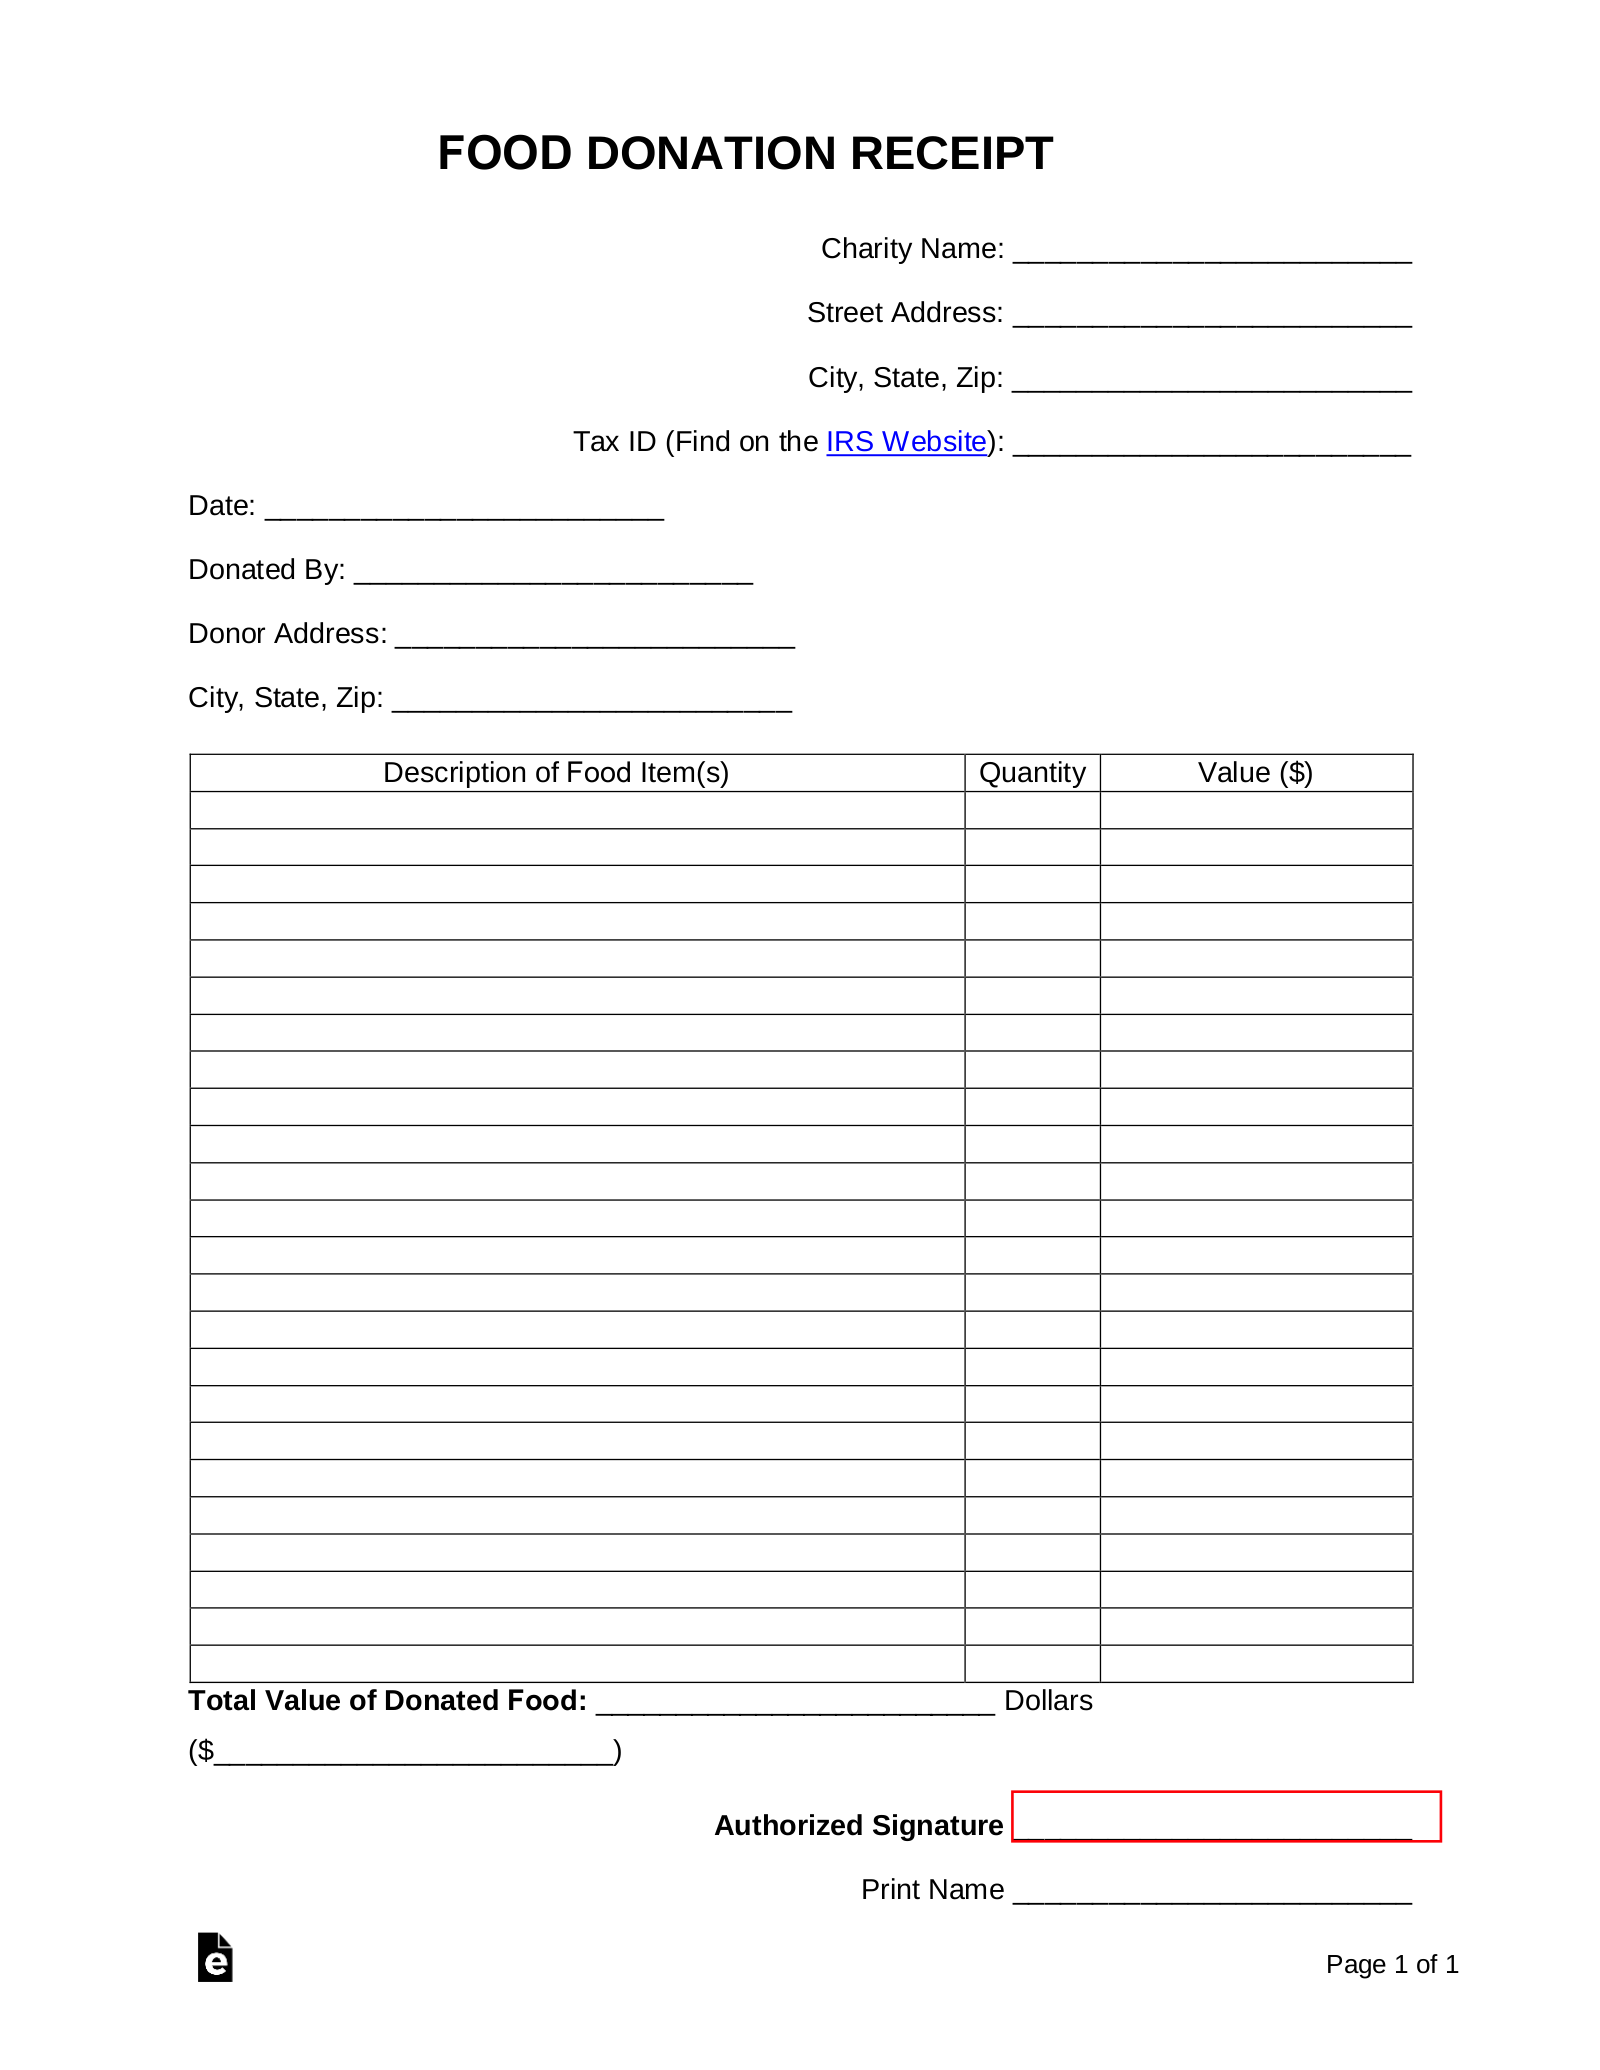 FOOD DONATION RECEIPT
Charity Name: _________________________
Street Address: _________________________
City, State, Zip: _________________________
Tax ID (Find on the IRS Website): _________________________
Date: _________________________
Donated By: _________________________
Donor Address: _________________________
City, State, Zip: _________________________
Description of Food Item(s) Quantity Value ($)
Total Value of Donated Food: _________________________ Dollars
($_________________________)
Authorized Signature _________________________
Print Name _________________________
e
Page 1 of 1